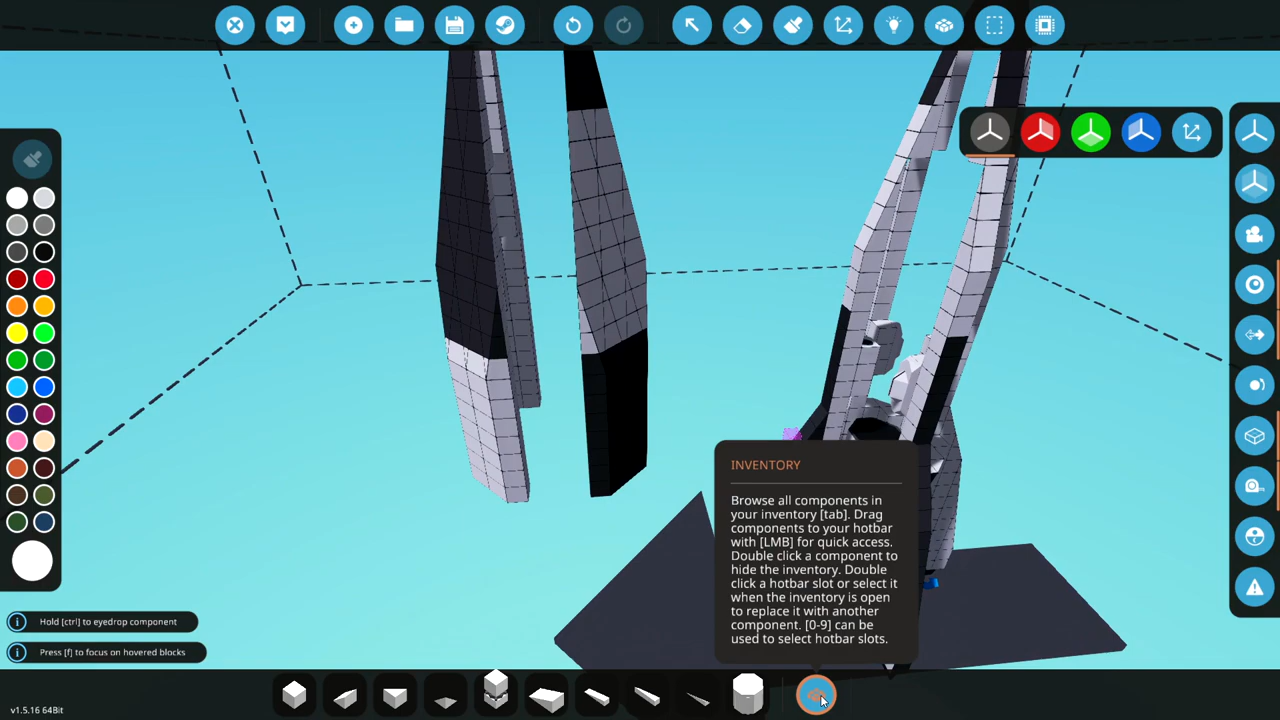 INVENTORY
Browse all components in
your inventory [tab]. Drag
components to your hotbar
with [LMB] for quick access.
Double click a component to
hide the inventory. Double
click a hotbar slot or select it
when the inventory is open
to replace it with another
component. [0-9] can be
used to select hotbar slots.
Hold [ctrl] to eyedrop component
Press [f] to focus on hovered blocks
v1.5.16 64Bit